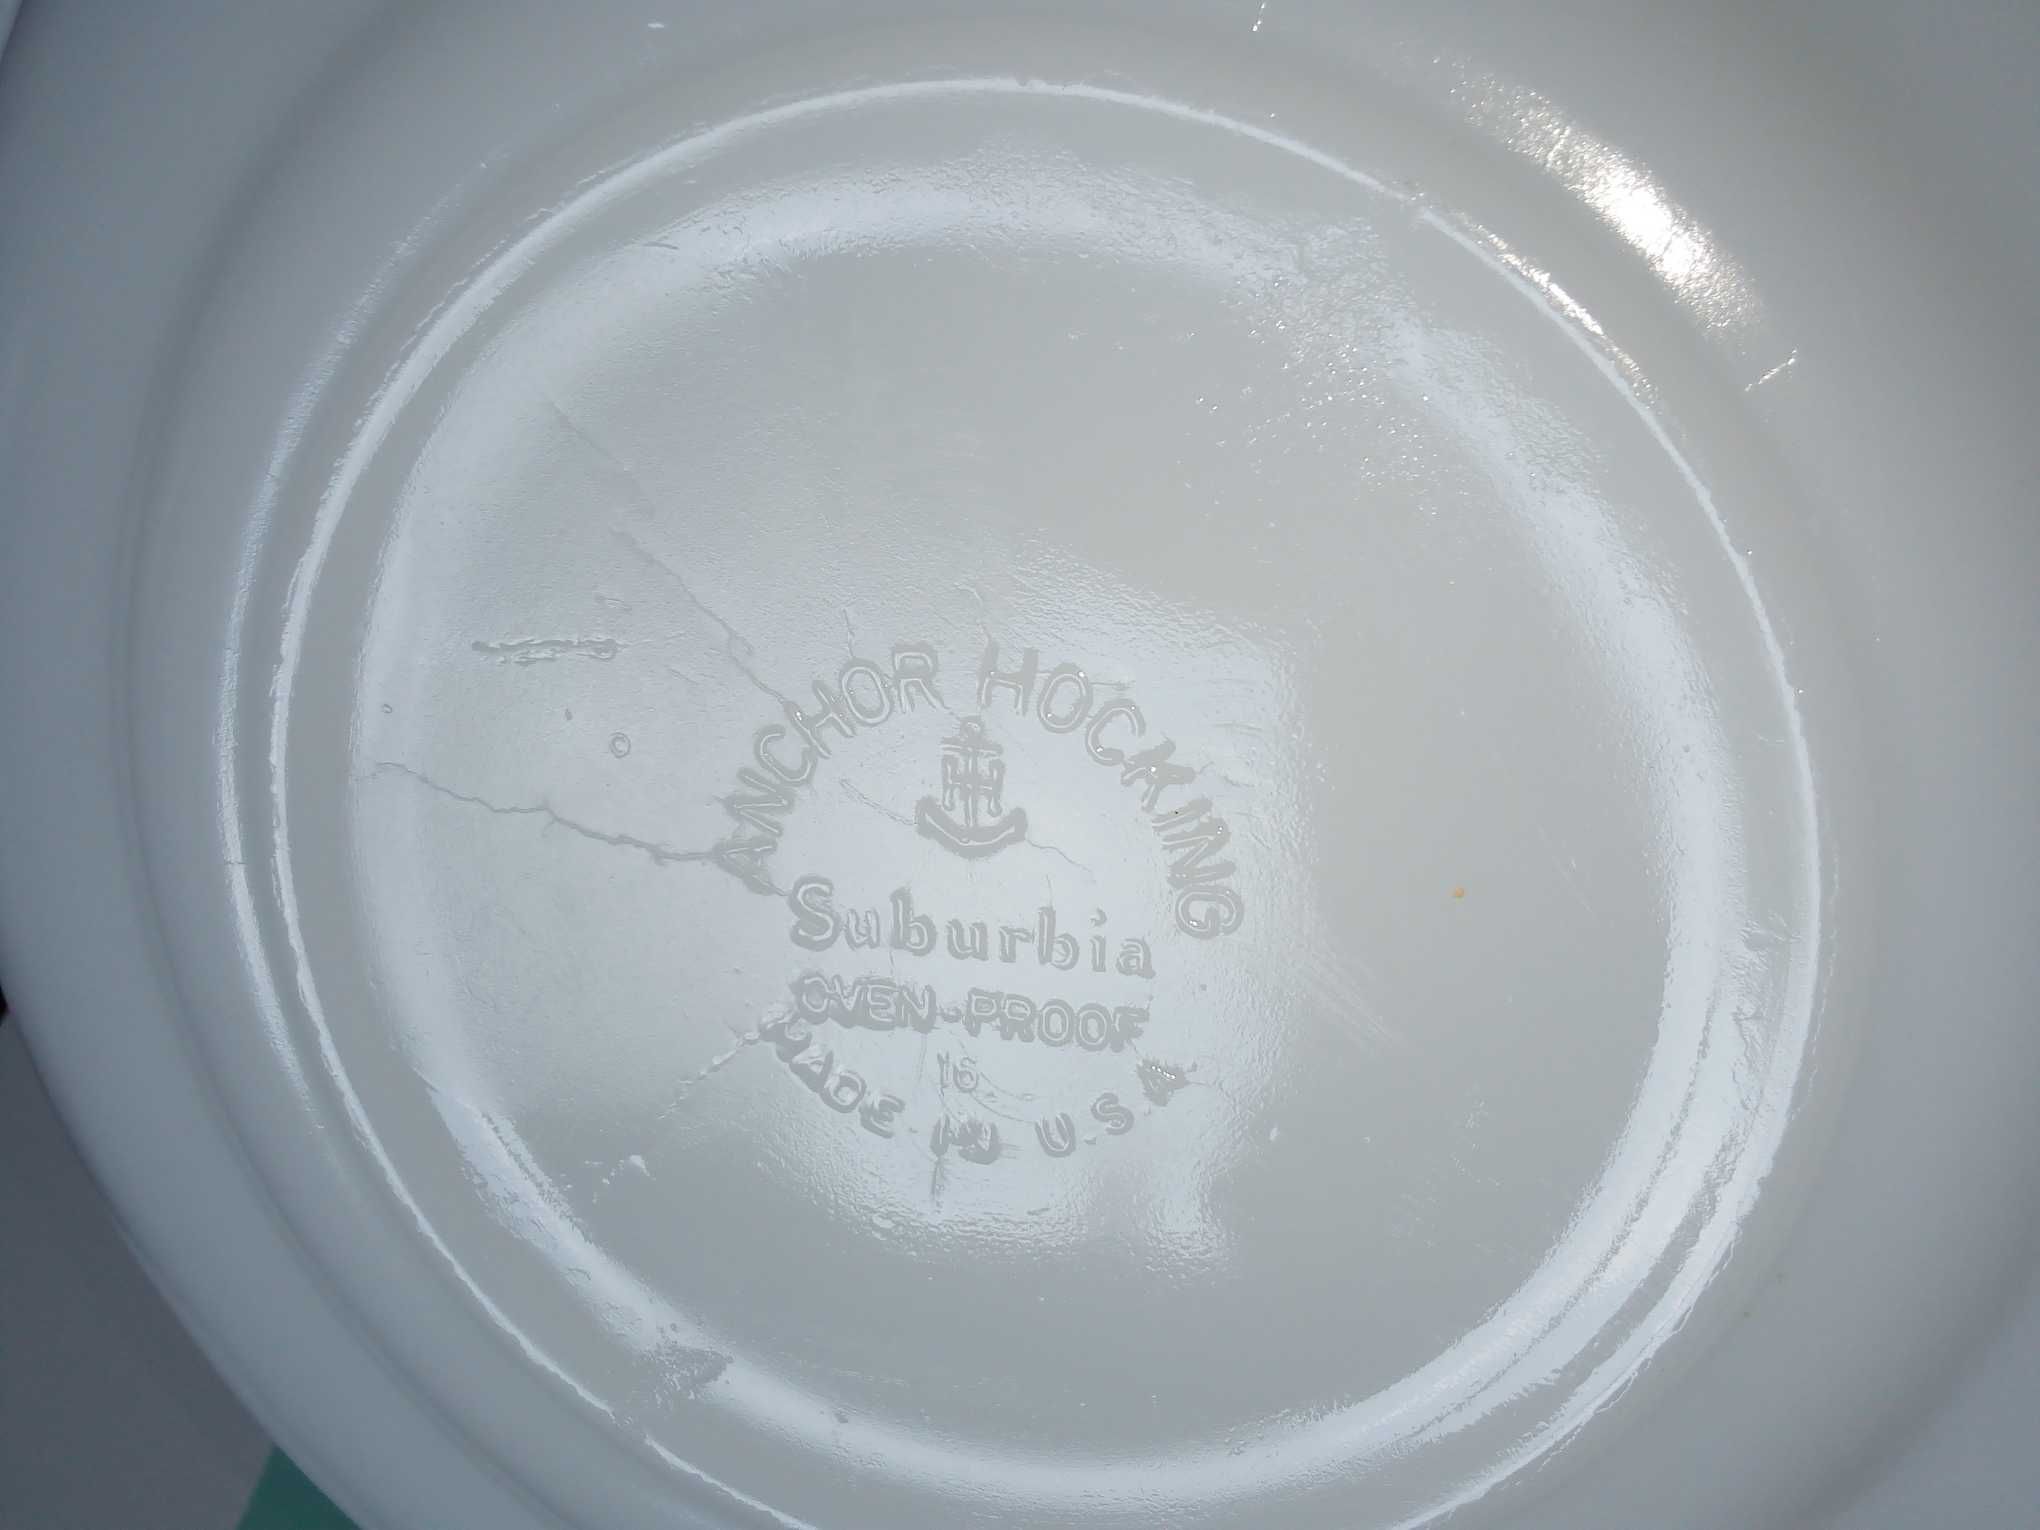 ANCHOR HOCKING
H
Suburbia
OVEN-PROOF
16
MADE IN U.S.A